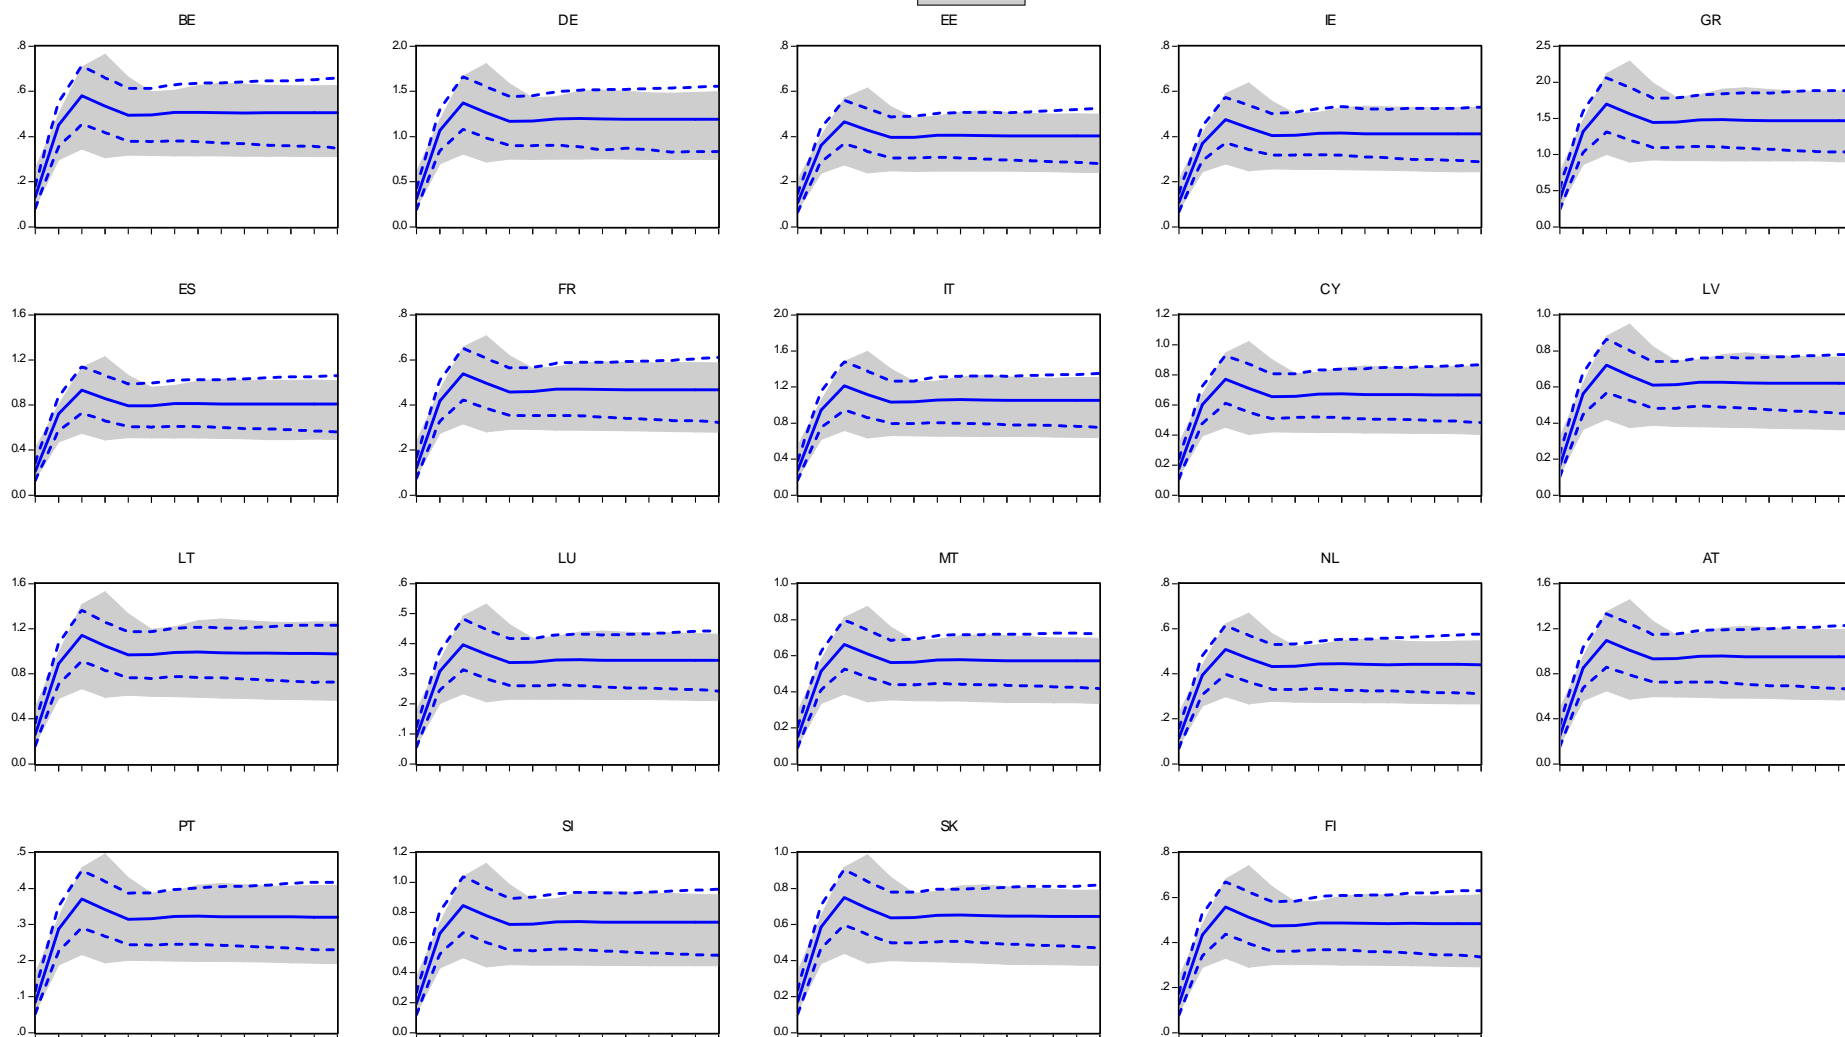 BE DE EE IE GR
.8 2.0 .8 .8 2.5
.6 1.5 .6 .6 2.0
.4 1.0 .4 .4 1.5
.2 0.5 .2 .2 1.0
.0 0.0 .0 .0 0.5
0.0
ES FR IT CY LV
1.6 .8 2.0 1.2 1.0
1.2 .6 1.6 1.0 0.8
0.8 .4 1.2 0.8 0.6
0.4 .2 0.8 0.6 0.4
0.0 .0 0.4 0.4 0.2
0.0 0.2 0.0
0.0
LT LU MT NL AT
1.6 .6 1.0 .8 1.6
1.2 .5 0.8 .6 1.2
0.8 .4 0.6 .4 0.8
0.4 .3 0.4 .2 0.4
0.0 .2 0.2 .0 0.0
.1 0.0
.0
PT SI SK FI
.5 1.2 1.0 .8
.4 1.0 0.8 .6
.3 0.8 0.6 .4
.2 0.6 0.4 .2
.1 0.4 0.2 .0
.0 0.2 0.0
0.0